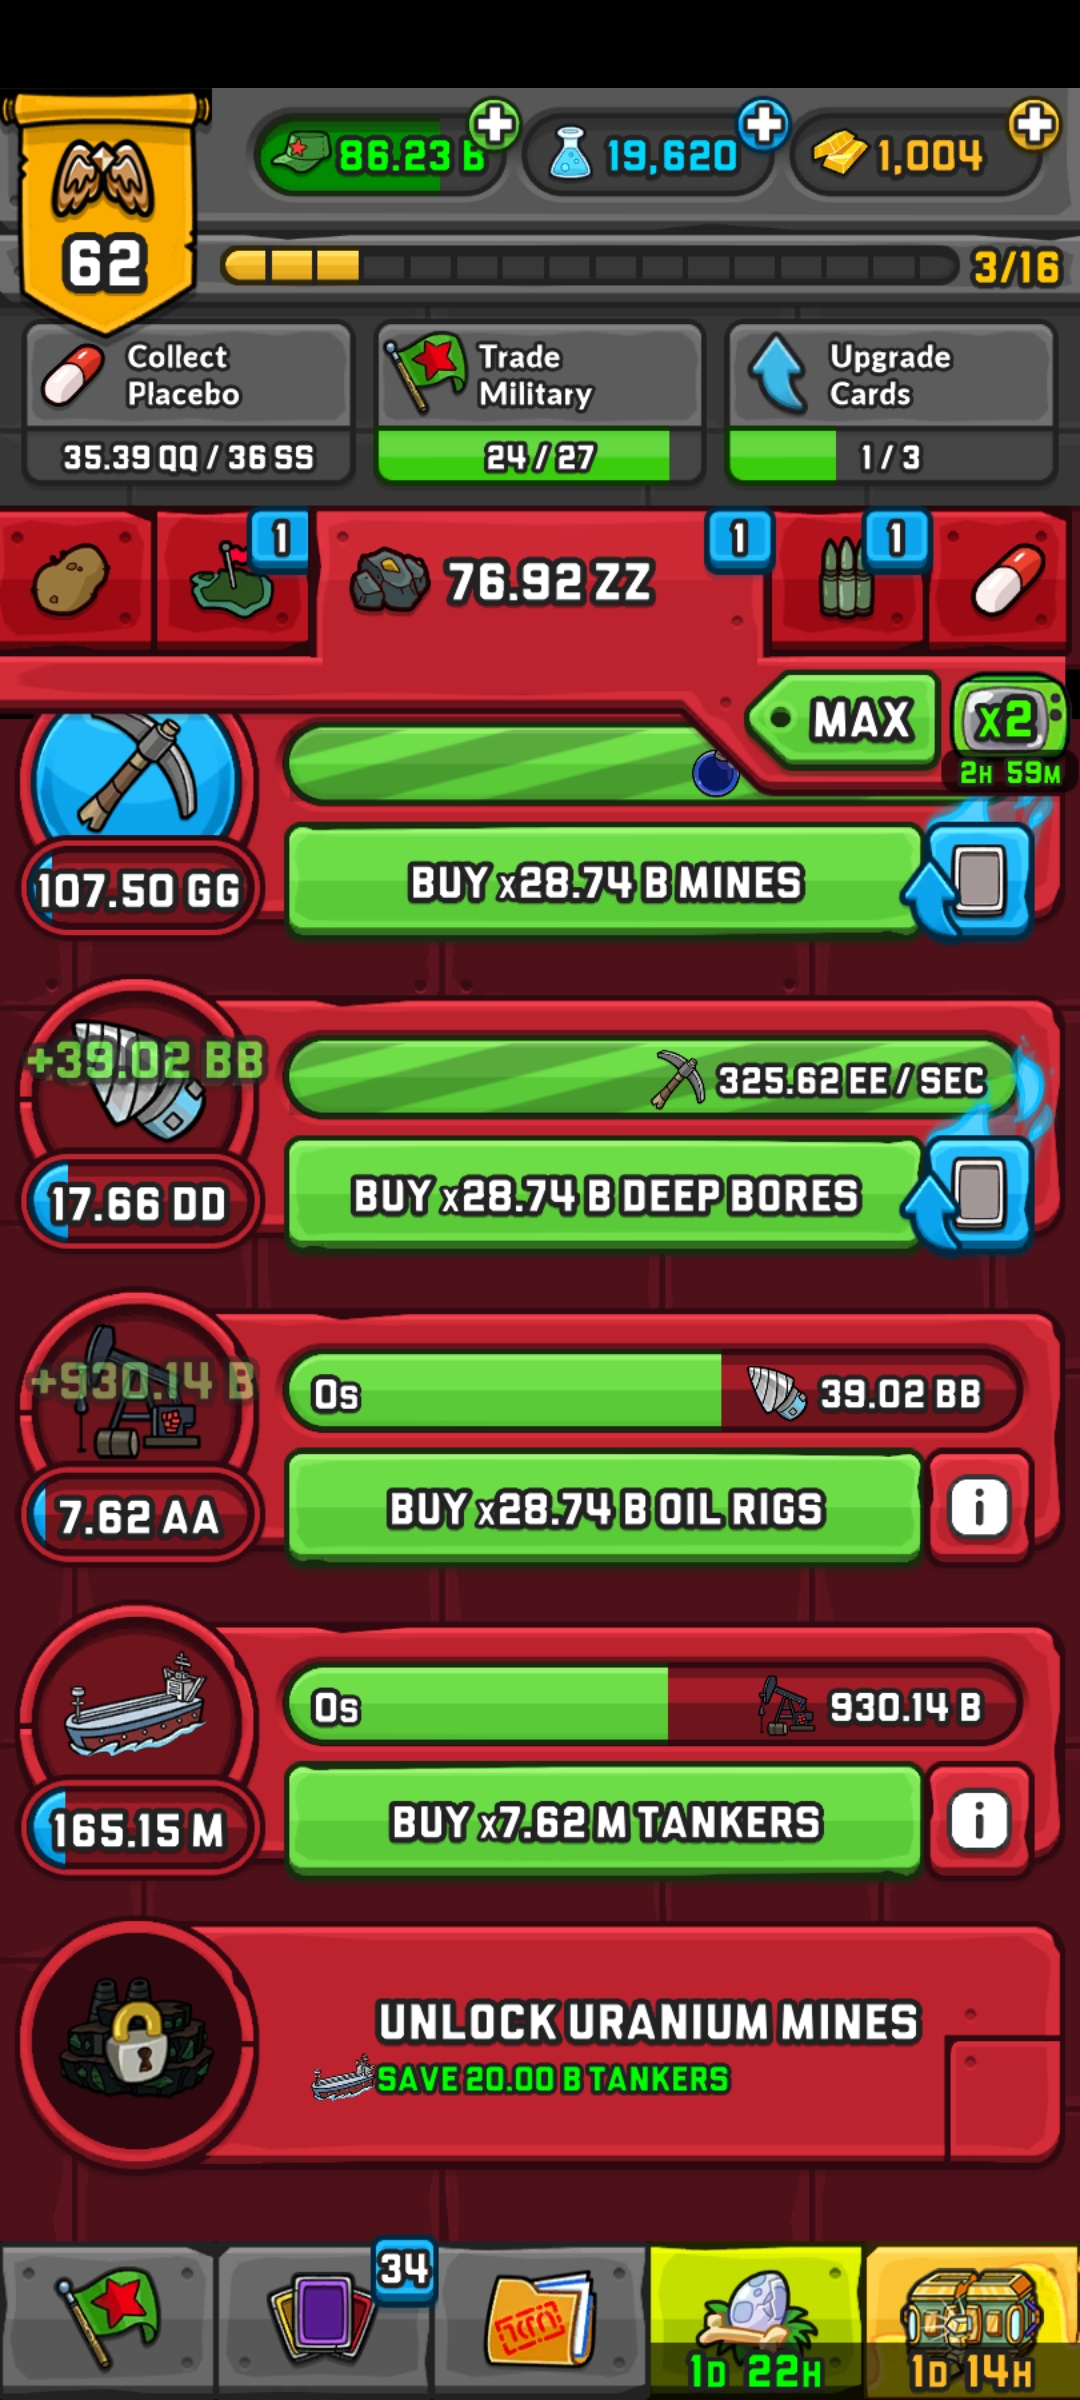 86.23 B
19,620
1,004
62
3/16
Collect
Placebo
35.39 QQ / 36 SS
Trade
Military
24 / 27
Upgrade
Cards
1 / 3
1
76.92 ZZ
1
1
MAX
x2
2H 59M
107.50 GG
BUY x28.74 B MINES
+39.02 BB
325.62 EE / SEC
17.66 DD
BUY x28.74 B DEEP BORES
+930.14 B
0s
39.02 BB
7.62 AA
BUY x28.74 B OIL RIGS
i
0s
930.14 B
165.15 M
BUY x7.62 M TANKERS
i
UNLOCK URANIUM MINES
SAVE 20.00 B TANKERS
34
1D 22H
1D 14H